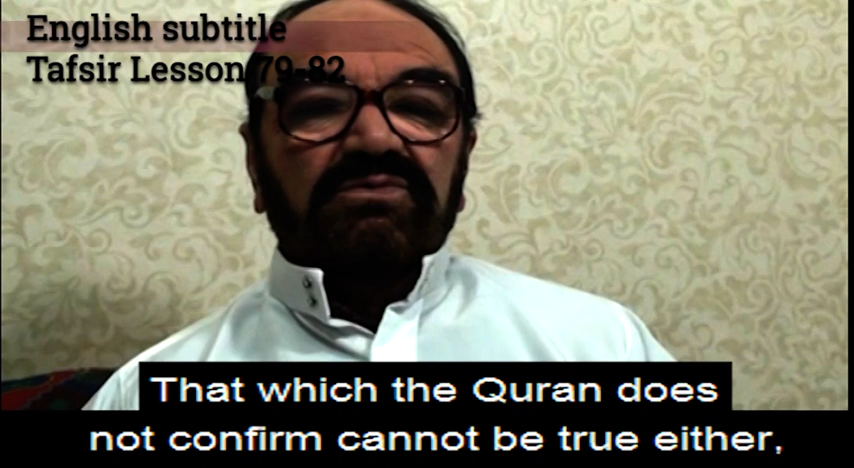 English subtitle
Tafsir Lesson 79-82
That which the Quran does
not confirm cannot be true either,